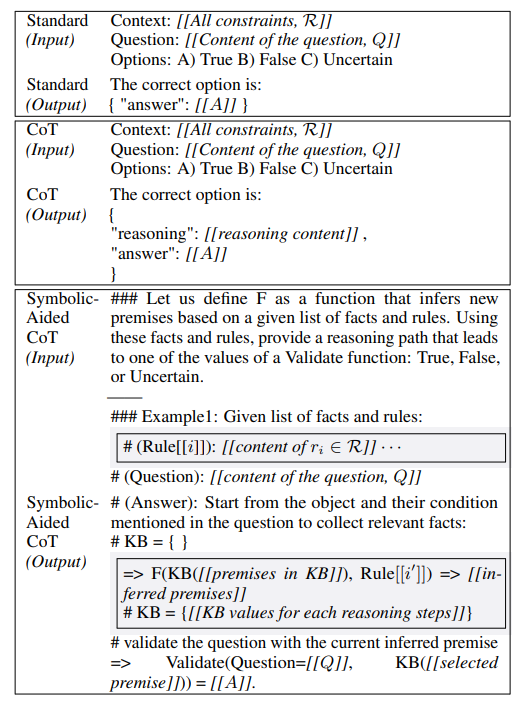 Standard Context: [[All constraints, R]]
(Input) Question: [[Content of the question, Q]]
Options: A) True B) False C) Uncertain
Standard The correct option is:
(Output) { "answer": [[A]] }
CoT Context: [[All constraints, R]]
(Input) Question: [[Content of the question, Q]]
Options: A) True B) False C) Uncertain
CoT The correct option is:
(Output) {
"reasoning": [[reasoning content]] ,
"answer": [[A]]
}
Symbolic- ### Let us define F as a function that infers new
Aided premises based on a given list of facts and rules. Using
CoT these facts and rules, provide a reasoning path that leads
(Input) to one of the values of a Validate function: True, False,
or Uncertain.
### Example1: Given list of facts and rules:
# (Rule[[i]]): [[content of rᵢ ∈ R]] ···
# (Question): [[content of the question, Q]]
Symbolic- # (Answer): Start from the object and their condition
Aided mentioned in the question to collect relevant facts:
CoT # KB = { }
(Output) => F(KB([[premises in KB]]), Rule[[i′]]) => [[in-
ferred premises]]
# KB = {[[KB values for each reasoning steps]]}
# validate the question with the current inferred premise
=> Validate(Question=[[Q]], KB([[selected
premise]])) = [[A]].